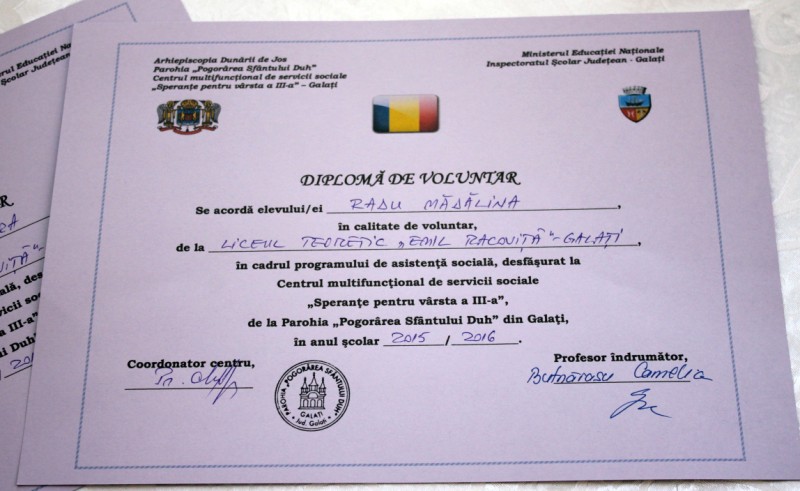 Arhiepiscopia Dunării de Jos
Parohia „Pogorârea Sfântului Duh”
Centrul multifuncțional de servicii sociale
„Speranțe pentru vârsta a III-a” – Galați
Ministerul Educației Naționale
Inspectoratul Școlar Județean - Galați
DIPLOMĂ DE VOLUNTAR
Se acordă elevului/ei RADU MĂDĂLINA,
în calitate de voluntar,
de la LICEUL TEORETIC „EMIL RACOVIȚĂ” - GALAȚI,
în cadrul programului de asistență socială, desfășurat la
Centrul multifuncțional de servicii sociale
„Speranțe pentru vârsta a III-a”,
de la Parohia „Pogorârea Sfântului Duh” din Galați,
în anul școlar 2015 / 2016.
Coordonator centru,
Pr.
PAROHIA „POGORÂREA SFÂNTULUI DUH”
GALAȚI
Jud. Galați
Profesor îndrumător,
Butnărașu Camelia